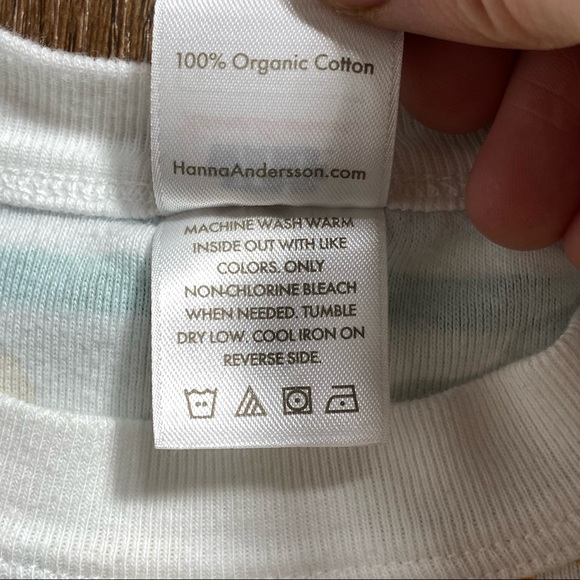 100% Organic Cotton
HannaAndersson.com
MACHINE WASH WARM
INSIDE OUT WITH LIKE
COLORS. ONLY
NON-CHLORINE BLEACH
WHEN NEEDED. TUMBLE
DRY LOW. COOL IRON ON
REVERSE SIDE.